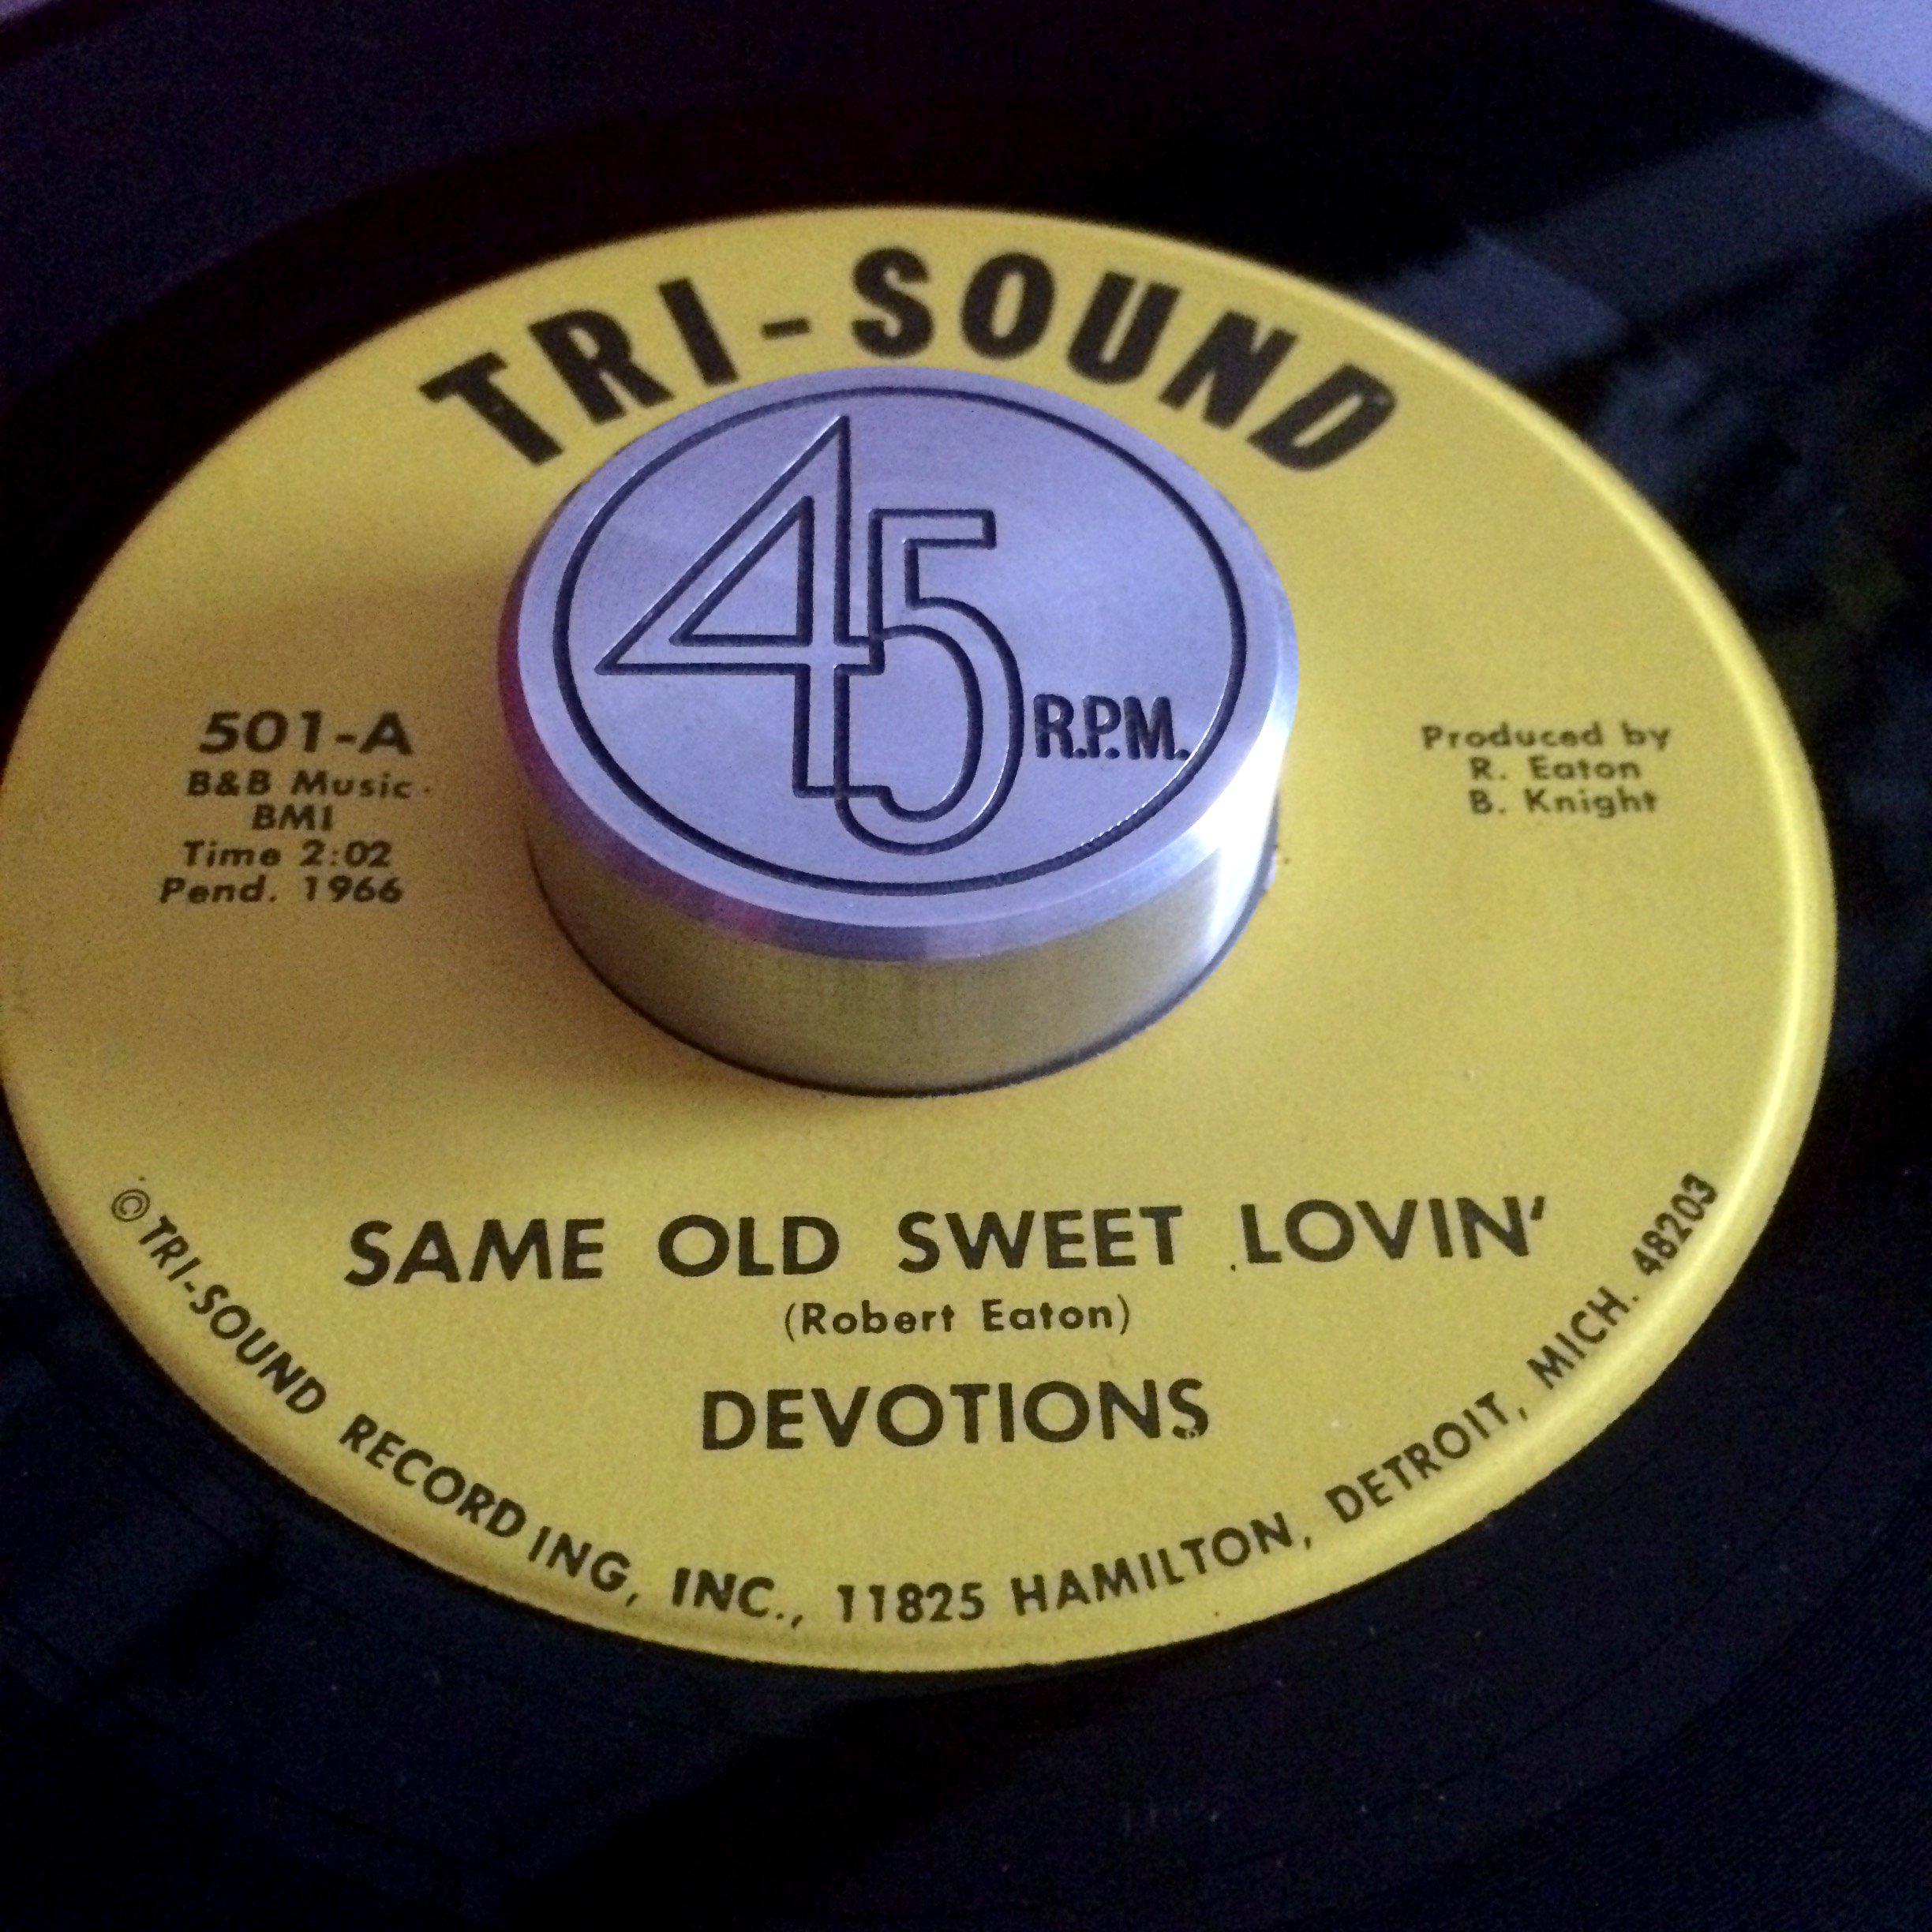 TRI-SOUND
45
R.P.M.
501-A
B&B Music
BMI
Time 2:02
Pend. 1966
Produced by
R. Eaton
B. Knight
SAME OLD SWEET LOVIN'
(Robert Eaton)
DEVOTIONS
© TRI-SOUND RECORDING, INC., 11825 HAMILTON, DETROIT, MICH. 48203